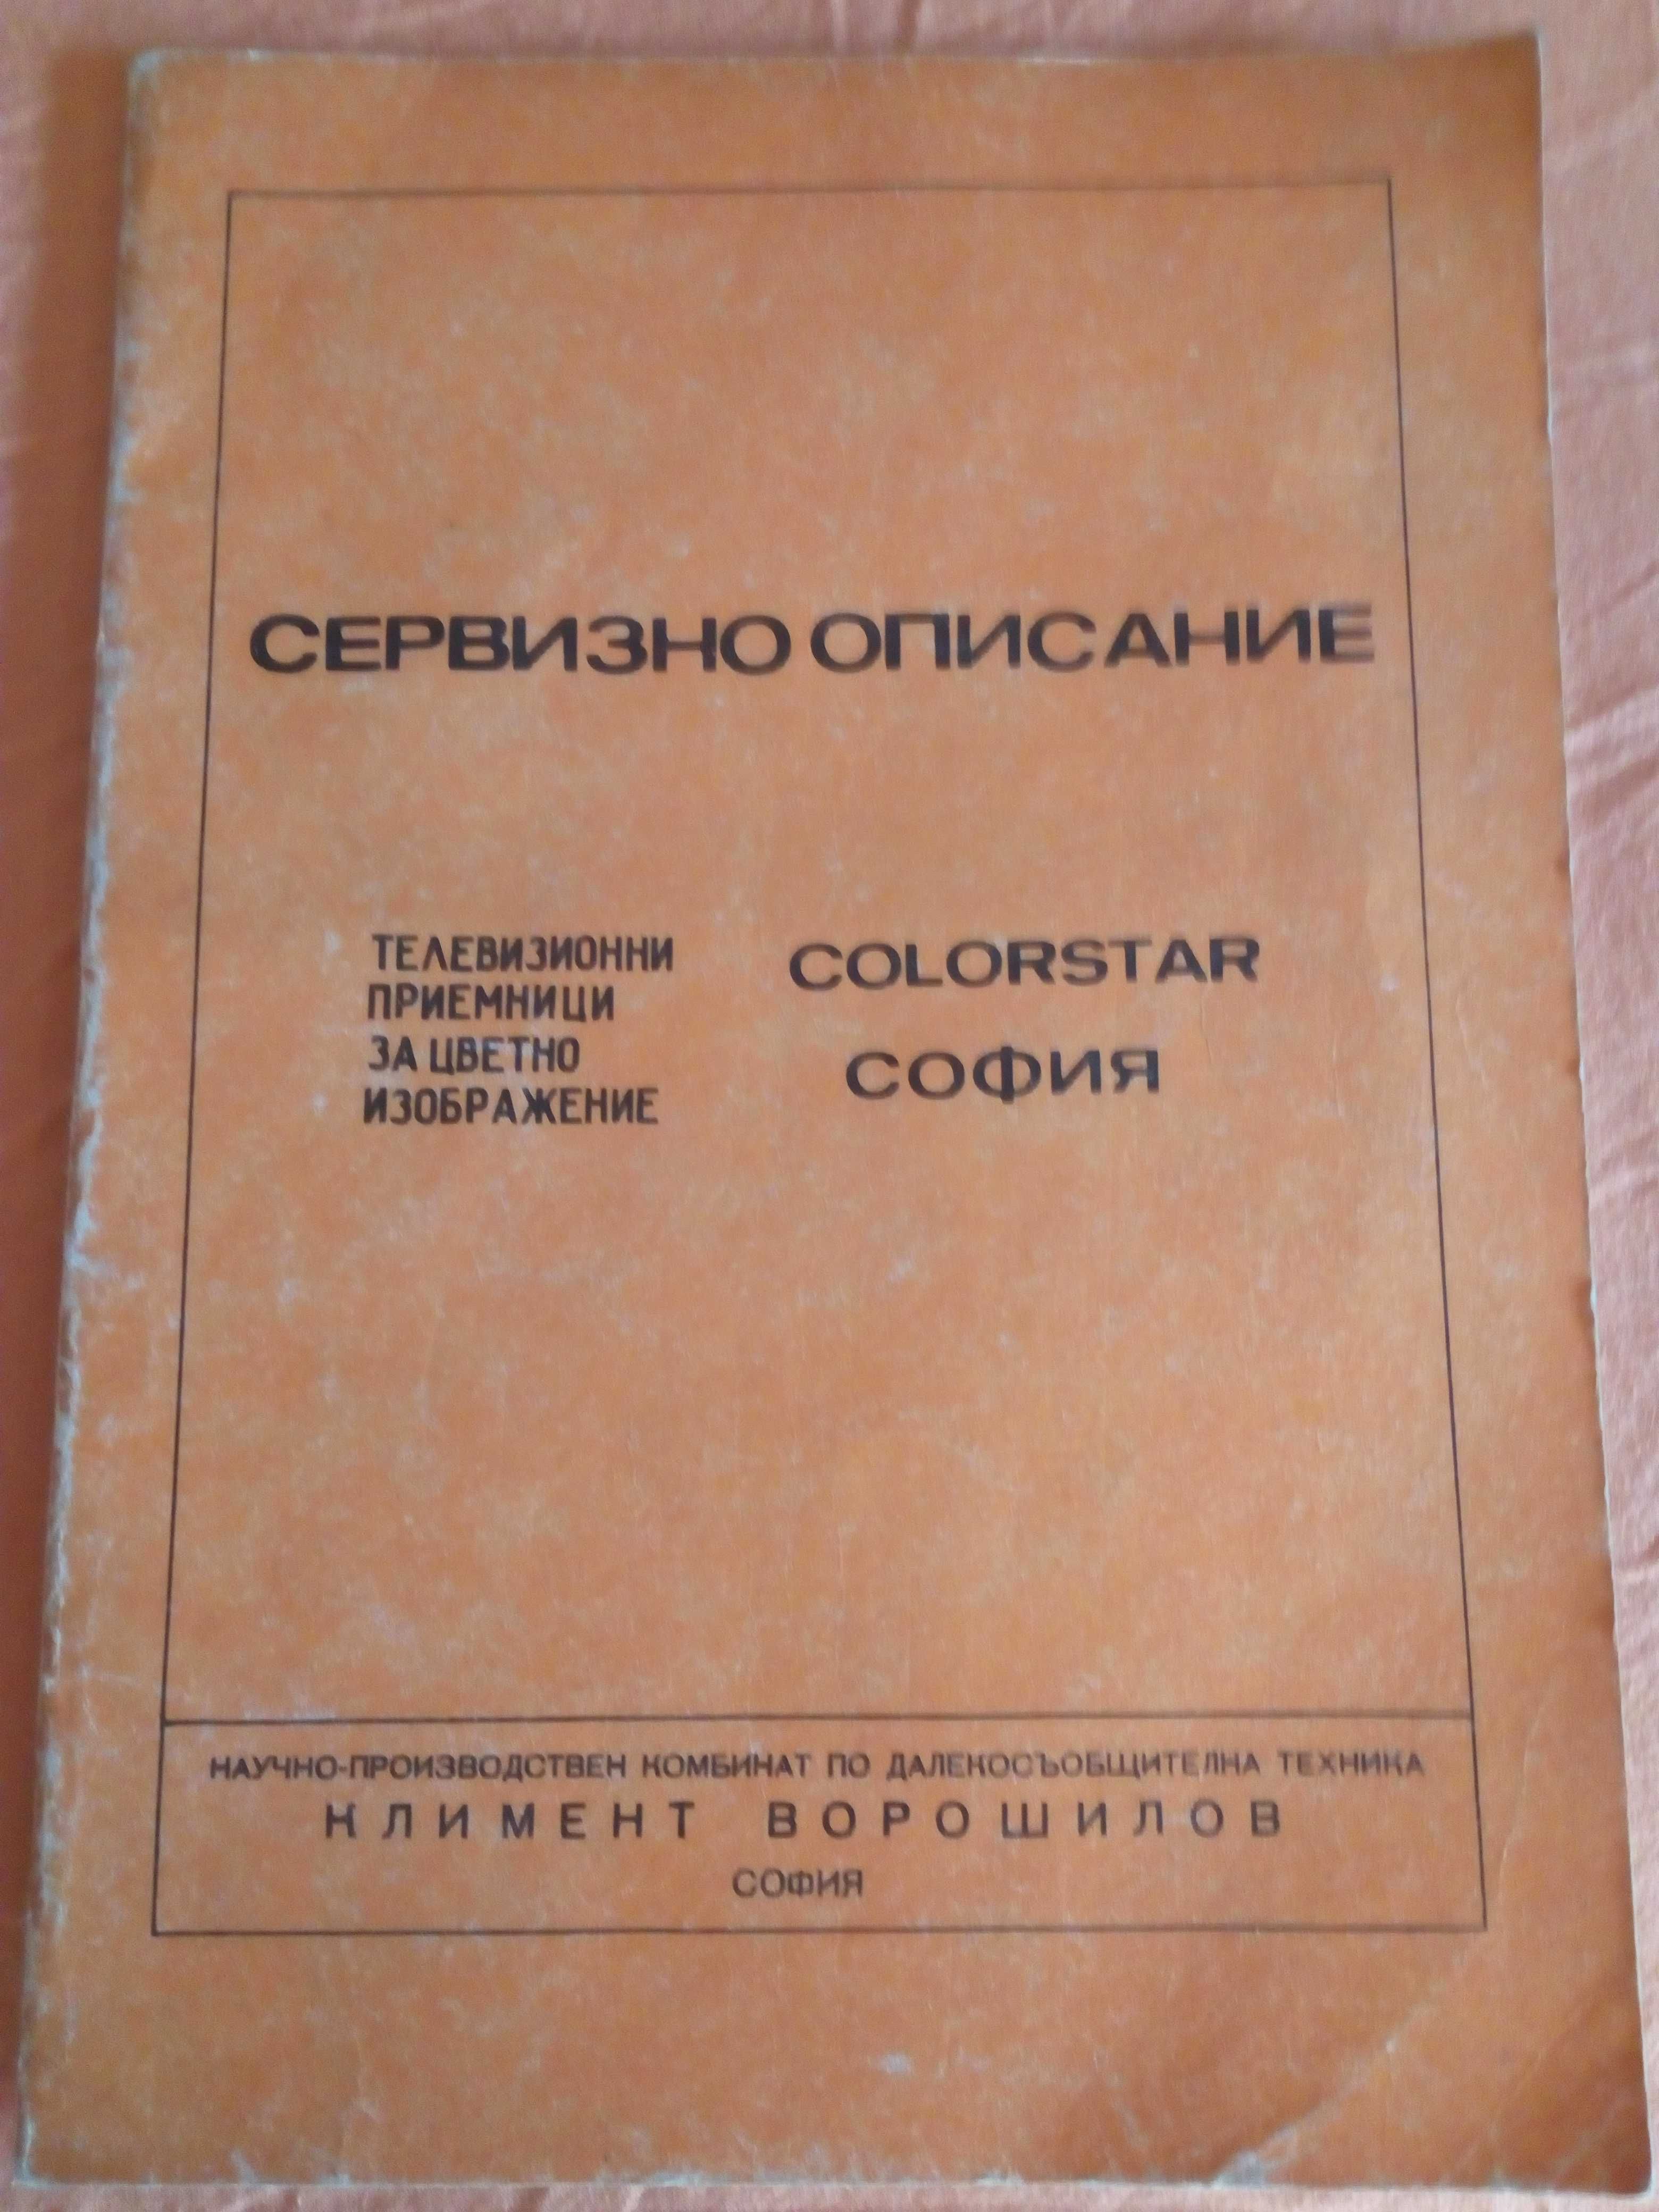 СЕРВИЗНО ОПИСАНИЕ
ТЕЛЕВИЗИОННИ
ПРИЕМНИЦИ
ЗА ЦВЕТНО
ИЗОБРАЖЕНИЕ
COLORSTAR
СОФИЯ
НАУЧНО-ПРОИЗВОДСТВЕН КОМБИНАТ ПО ДАЛЕКОСЪОБЩИТЕЛНА ТЕХНИКА
КЛИМЕНТ ВОРОШИЛОВ
СОФИЯ